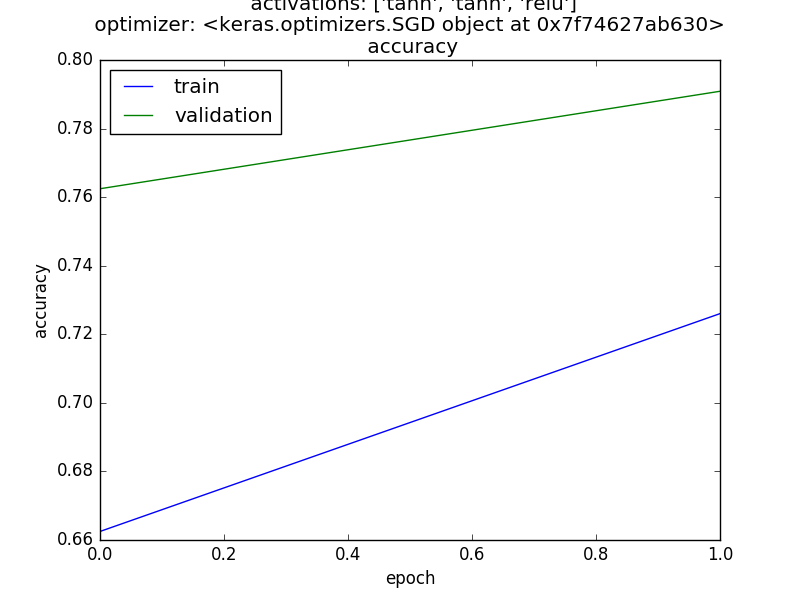 activations: ['tanh', 'tanh', 'relu']
optimizer: <keras.optimizers.SGD object at 0x7f74627ab630>
accuracy
0.80
train
validation
0.78
0.76
0.74
accuracy
0.72
0.70
0.68
0.66
0.0 0.2 0.4 0.6 0.8 1.0
epoch